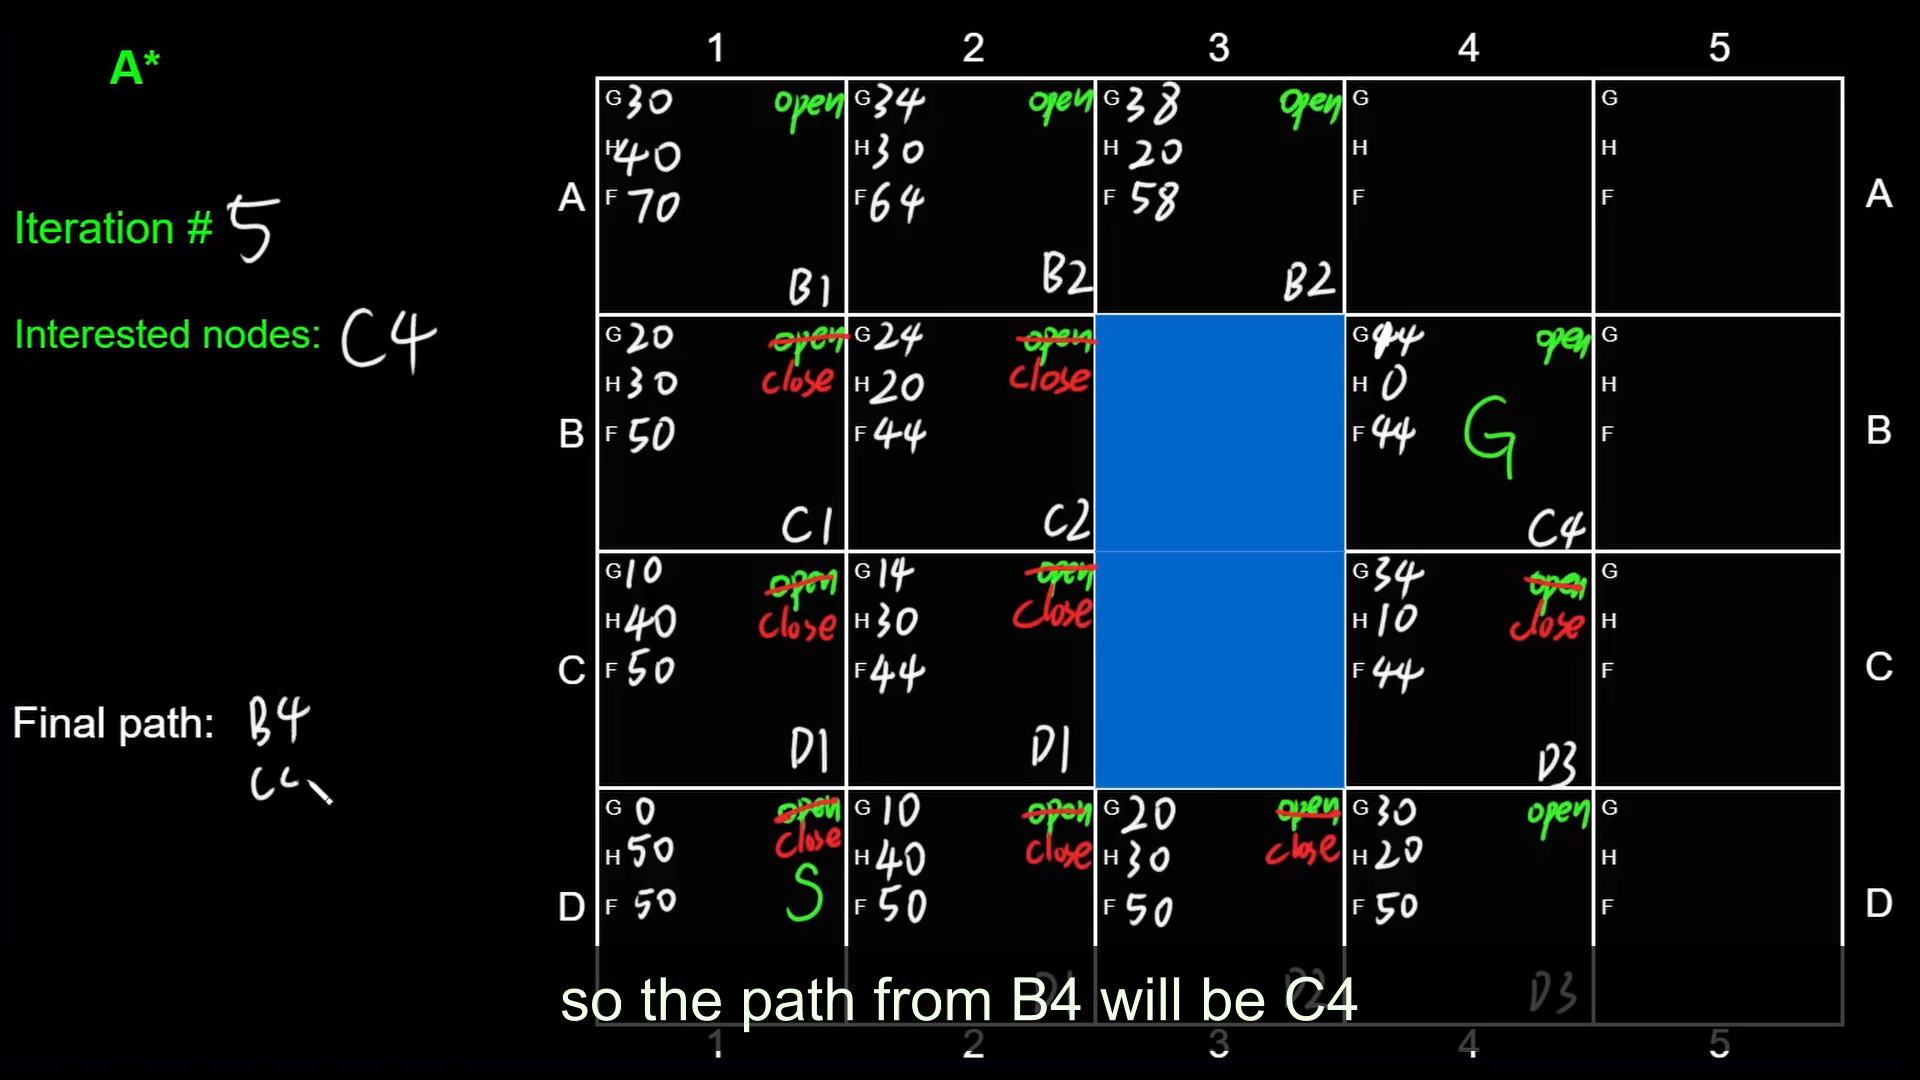 1 2 3 4 5
A*
Iteration # 5
Interested nodes: C4
Final path: B4
C4
A
G 30 open
H 40
F 70
B1
G 34 open
H 30
F 64
B2
G 38 open
H 20
F 58
B2
G
H
F
G
H
F
A
B
G 20 open
close
H 30
F 50
C1
G 24 open
close
H 20
F 44
C2
G 44 open
H 0
F 44
G
C4
G
H
F
B
C
G 10 open
close
H 40
F 50
D1
G 14 open
close
H 30
F 44
D1
G 34 open
close
H 10
F 44
D3
G
H
F
C
D
G 0 open
close
H 50
F 50
S
G 10 open
close
H 40
F 50
D1
G 20 open
close
H 30
F 50
D2
G 30 open
H 20
F 50
D3
G
H
F
D
so the path from B4 will be C4
1 2 3 4 5